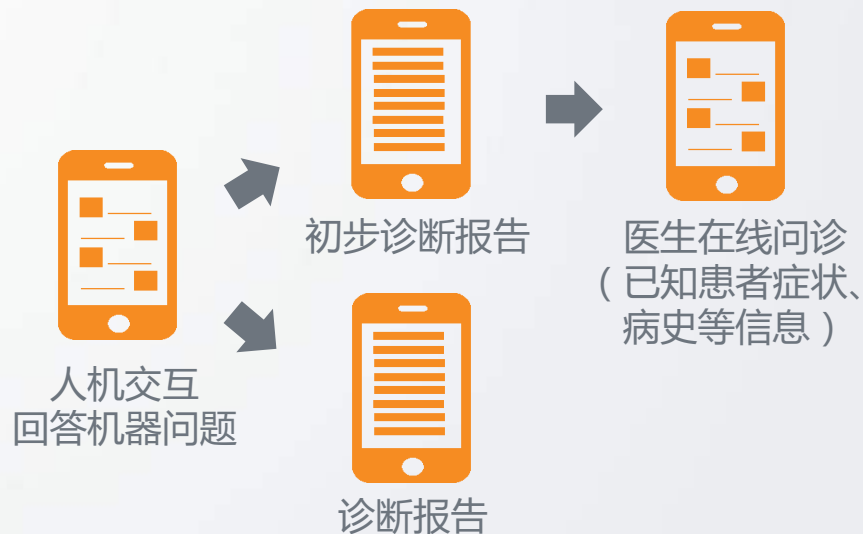 人机交互
回答机器问题
初步诊断报告
医生在线问诊
（已知患者症状、
病史等信息）
诊断报告